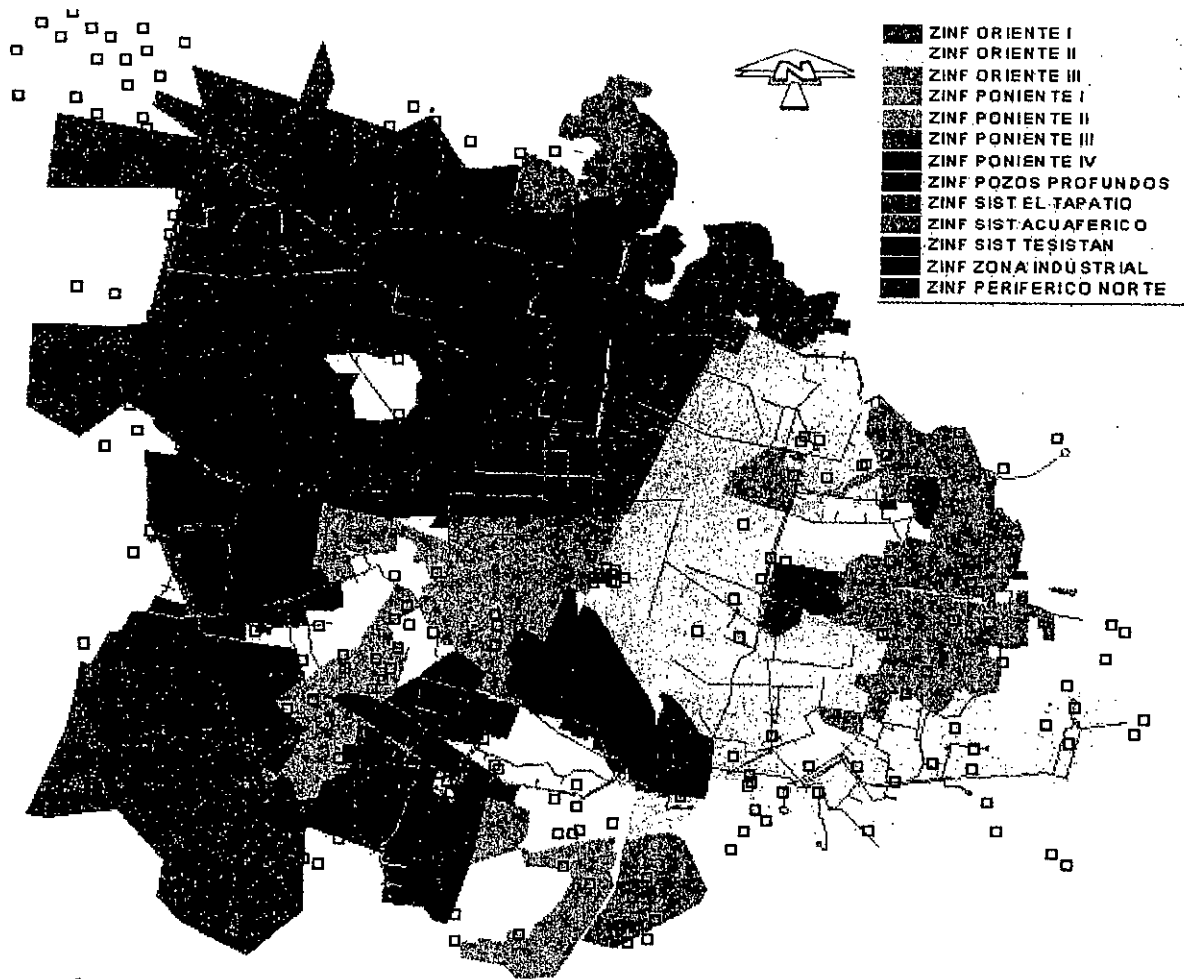 N
ZINF ORIENTE I
ZINF ORIENTE II
ZINF ORIENTE III
ZINF PONIENTE I
ZINF PONIENTE II
ZINF PONIENTE III
ZINF PONIENTE IV
ZINF POZOS PROFUNDOS
ZINF SIST EL TAPATIO
ZINF SIST ACUAFERICO
ZINF SIST TESISTAN
ZINF ZONA INDUSTRIAL
ZINF PERIFERICO NORTE